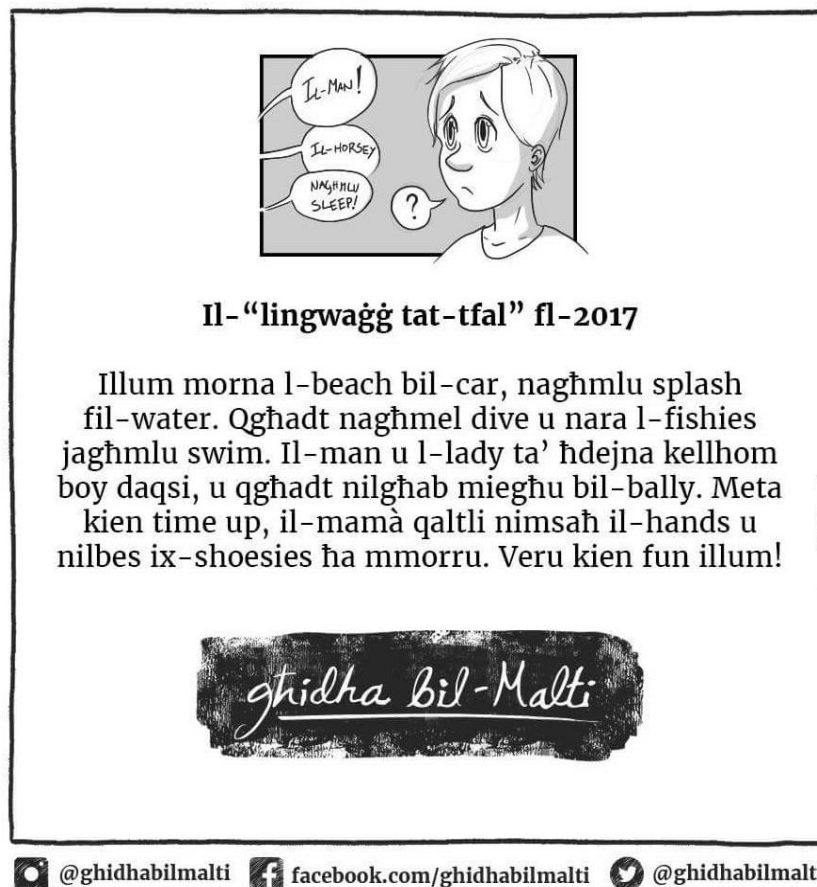 IL-MAN!
IL-HORSEY
NAGĦMLU
SLEEP!
?
Il-“lingwaġġ tat-tfal” fl-2017
Illum morna l-beach bil-car, nagħmlu splash
fil-water. Qgħadt nagħmel dive u nara l-fishies
jagħmlu swim. Il-man u l-lady ta’ ħdejna kellhom
boy daqsi, u qgħadt nilgħab miegħu bil-bally. Meta
kien time up, il-mamà qaltli nimsaħ il-hands u
nilbes ix-shoesies ħa mmorru. Veru kien fun illum!
għidha bil-Malti
@ghidhabilmalti facebook.com/ghidhabilmalti @ghidhabilmalt